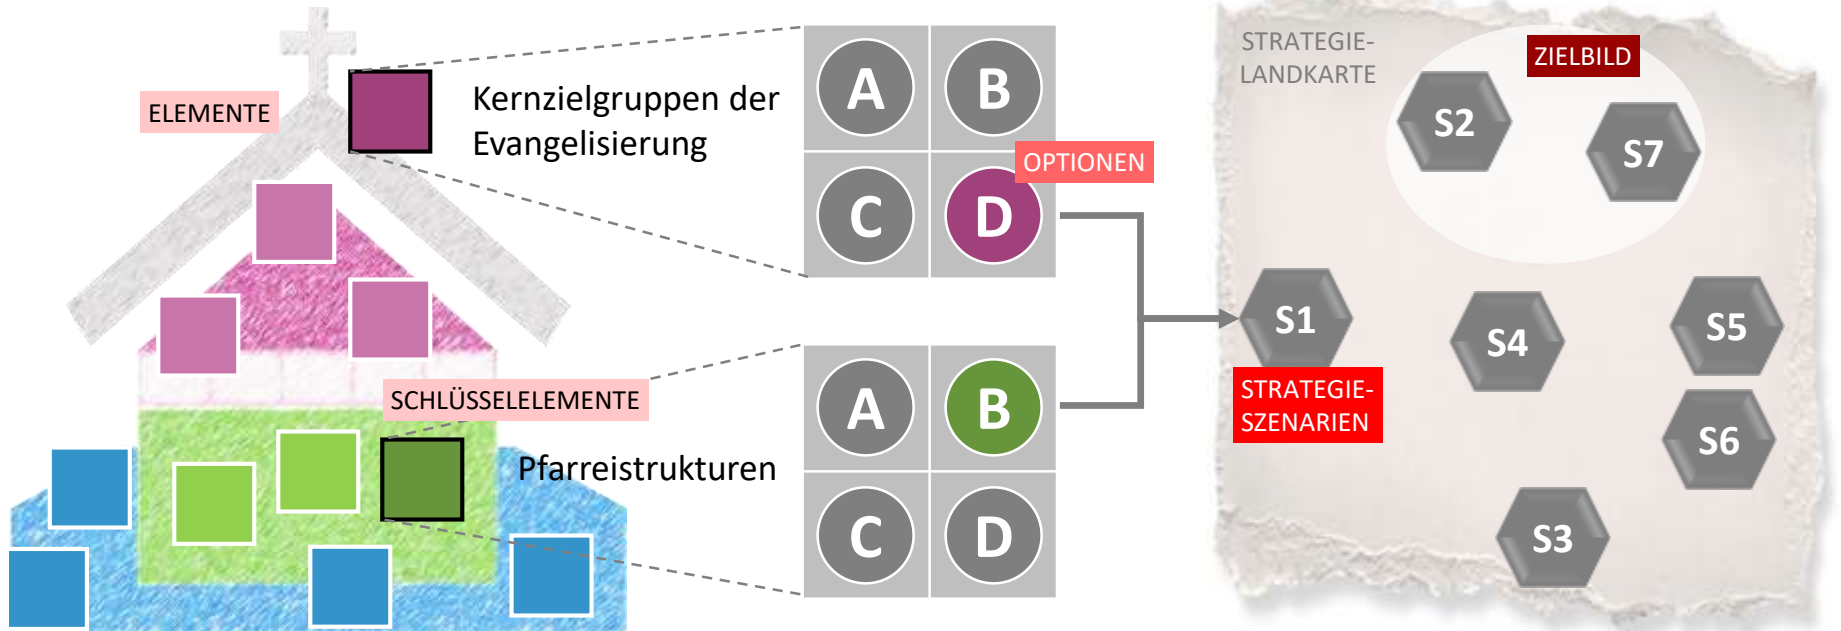 ELEMENTE
Kernzielgruppen der
Evangelisierung
A
B
C
D
OPTIONEN
SCHLÜSSELELEMENTE
Pfarreistrukturen
A
B
C
D
STRATEGIE-
LANDKARTE
ZIELBILD
S2
S7
S1
S4
S5
STRATEGIE-
SZENARIEN
S6
S3